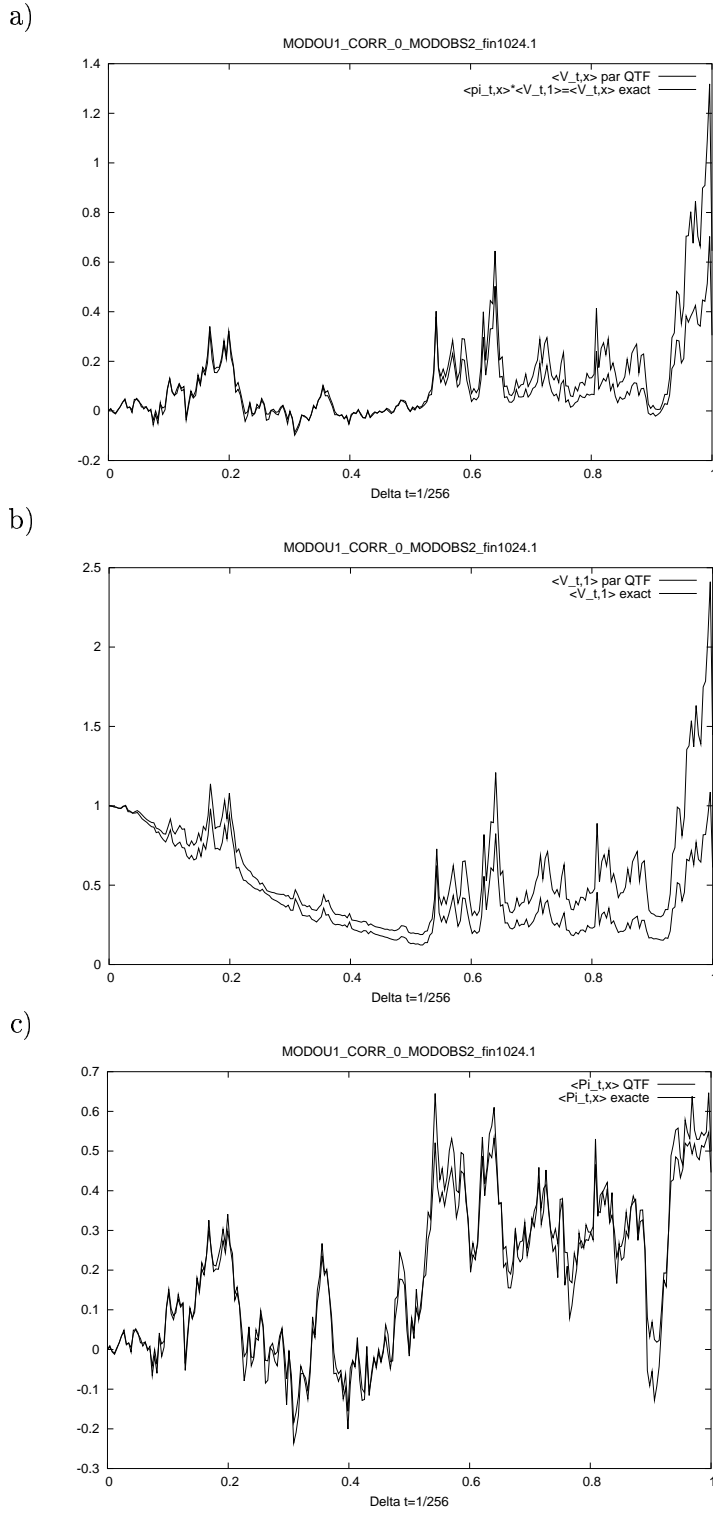 a)
MODOU1_CORR_0_MODOBS2_fin1024.1
<V_t,x> par QTF
<pi_t,x>*<V_t,1>=<V_t,x> exact
1.4
1.2
1
0.8
0.6
0.4
0.2
0
-0.2
0 0.2 0.4 0.6 0.8 1
Delta t=1/256
b)
MODOU1_CORR_0_MODOBS2_fin1024.1
<V_t,1> par QTF
<V_t,1> exact
2.5
2
1.5
1
0.5
0
0 0.2 0.4 0.6 0.8 1
Delta t=1/256
c)
MODOU1_CORR_0_MODOBS2_fin1024.1
<Pi_t,x> QTF
<Pi_t,x> exacte
0.7
0.6
0.5
0.4
0.3
0.2
0.1
0
-0.1
-0.2
-0.3
0 0.2 0.4 0.6 0.8 1
Delta t=1/256